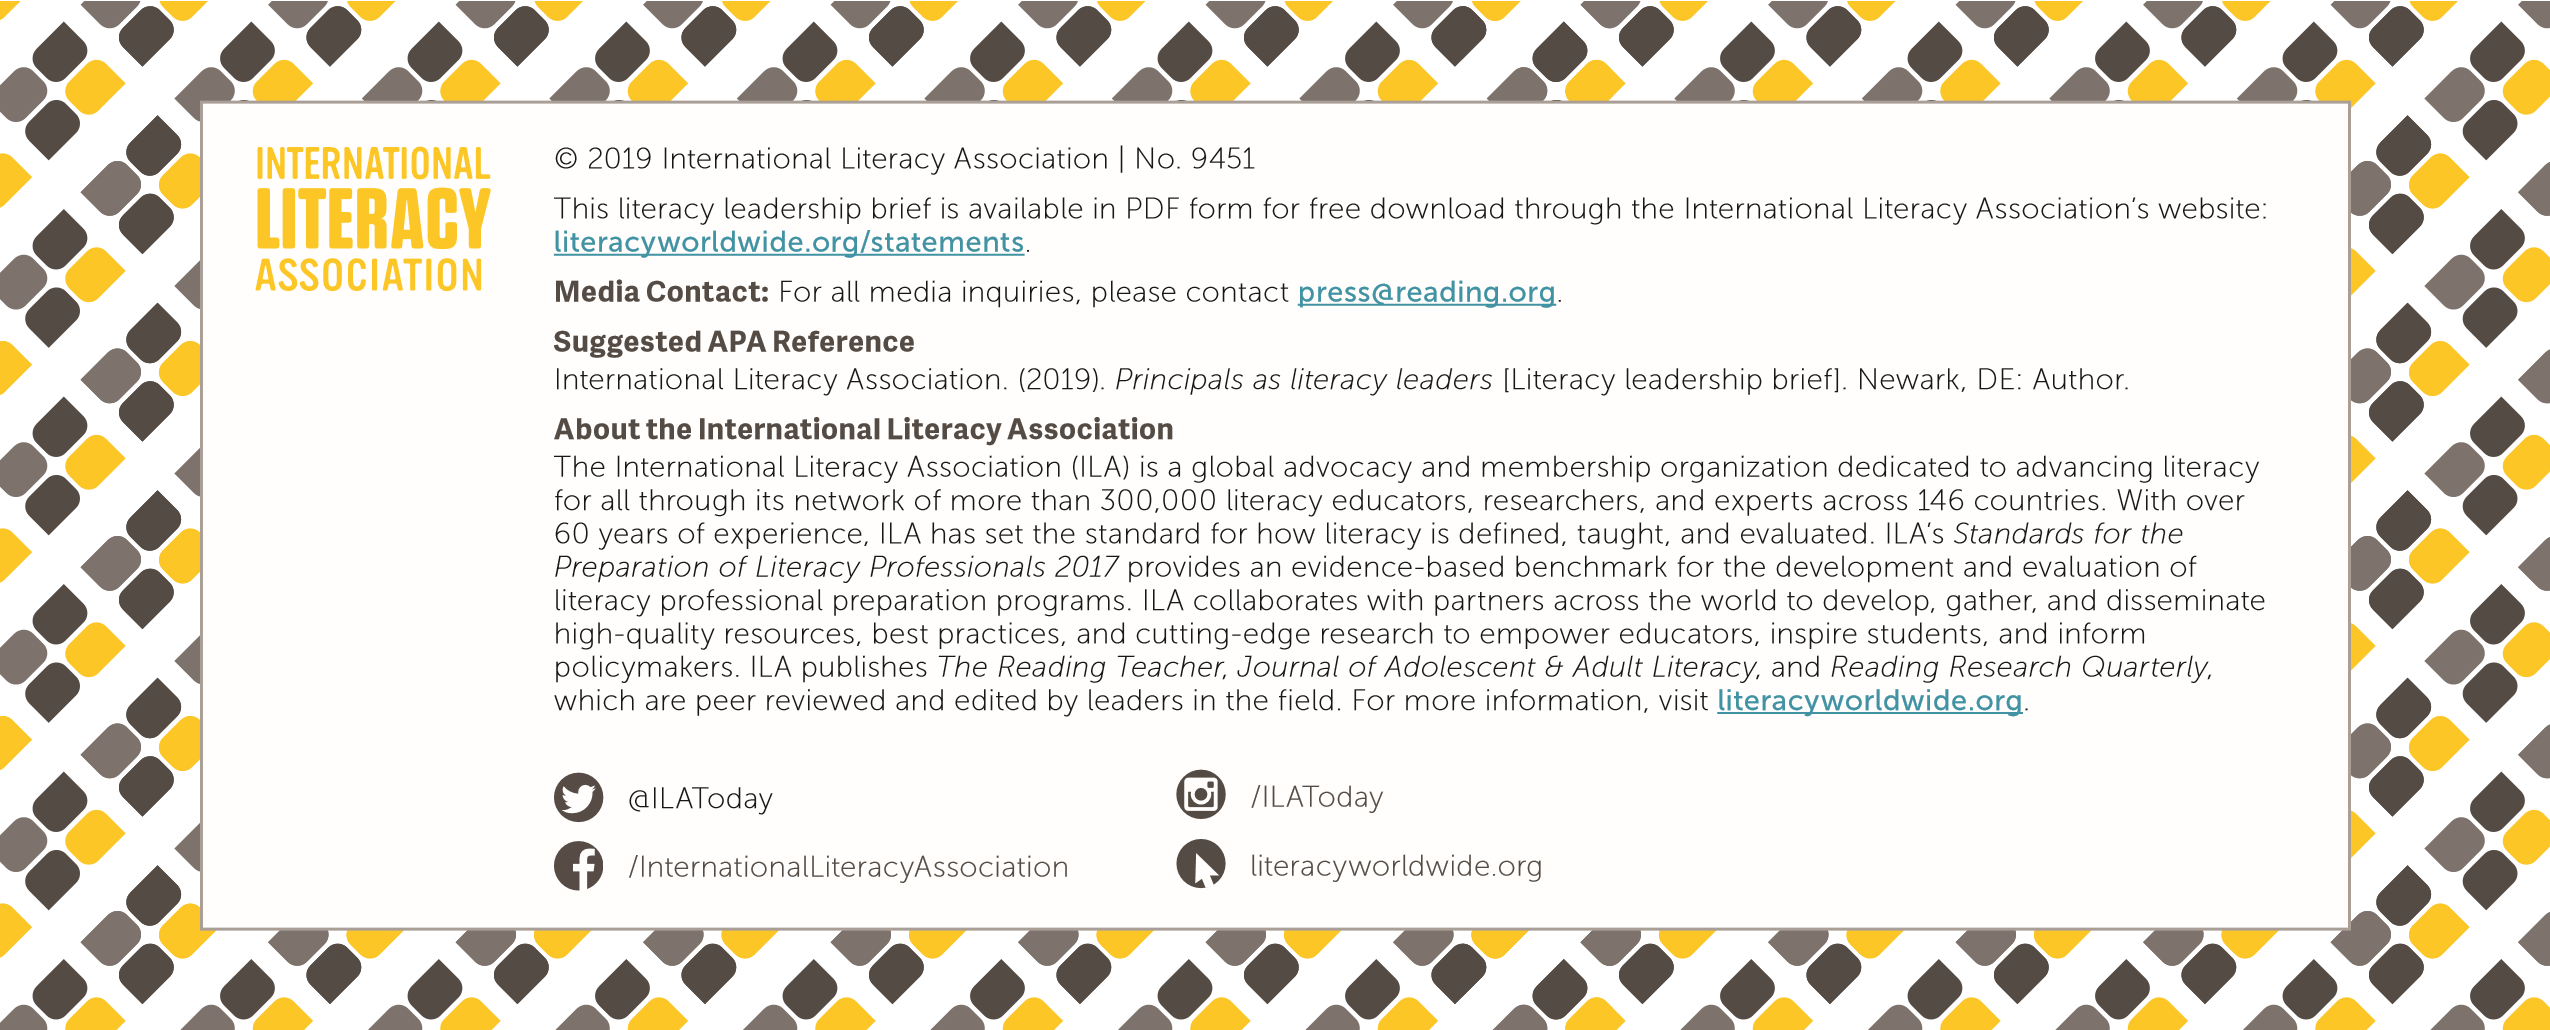 INTERNATIONAL
LITERACY
ASSOCIATION
© 2019 International Literacy Association | No. 9451
This literacy leadership brief is available in PDF form for free download through the International Literacy Association’s website:
literacyworldwide.org/statements.
Media Contact: For all media inquiries, please contact press@reading.org.
Suggested APA Reference
International Literacy Association. (2019). Principals as literacy leaders [Literacy leadership brief]. Newark, DE: Author.
About the International Literacy Association
The International Literacy Association (ILA) is a global advocacy and membership organization dedicated to advancing literacy
for all through its network of more than 300,000 literacy educators, researchers, and experts across 146 countries. With over
60 years of experience, ILA has set the standard for how literacy is defined, taught, and evaluated. ILA’s Standards for the
Preparation of Literacy Professionals 2017 provides an evidence-based benchmark for the development and evaluation of
literacy professional preparation programs. ILA collaborates with partners across the world to develop, gather, and disseminate
high-quality resources, best practices, and cutting-edge research to empower educators, inspire students, and inform
policymakers. ILA publishes The Reading Teacher, Journal of Adolescent & Adult Literacy, and Reading Research Quarterly,
which are peer reviewed and edited by leaders in the field. For more information, visit literacyworldwide.org.
@ILAToday
/ILAToday
/InternationalLiteracyAssociation
literacyworldwide.org